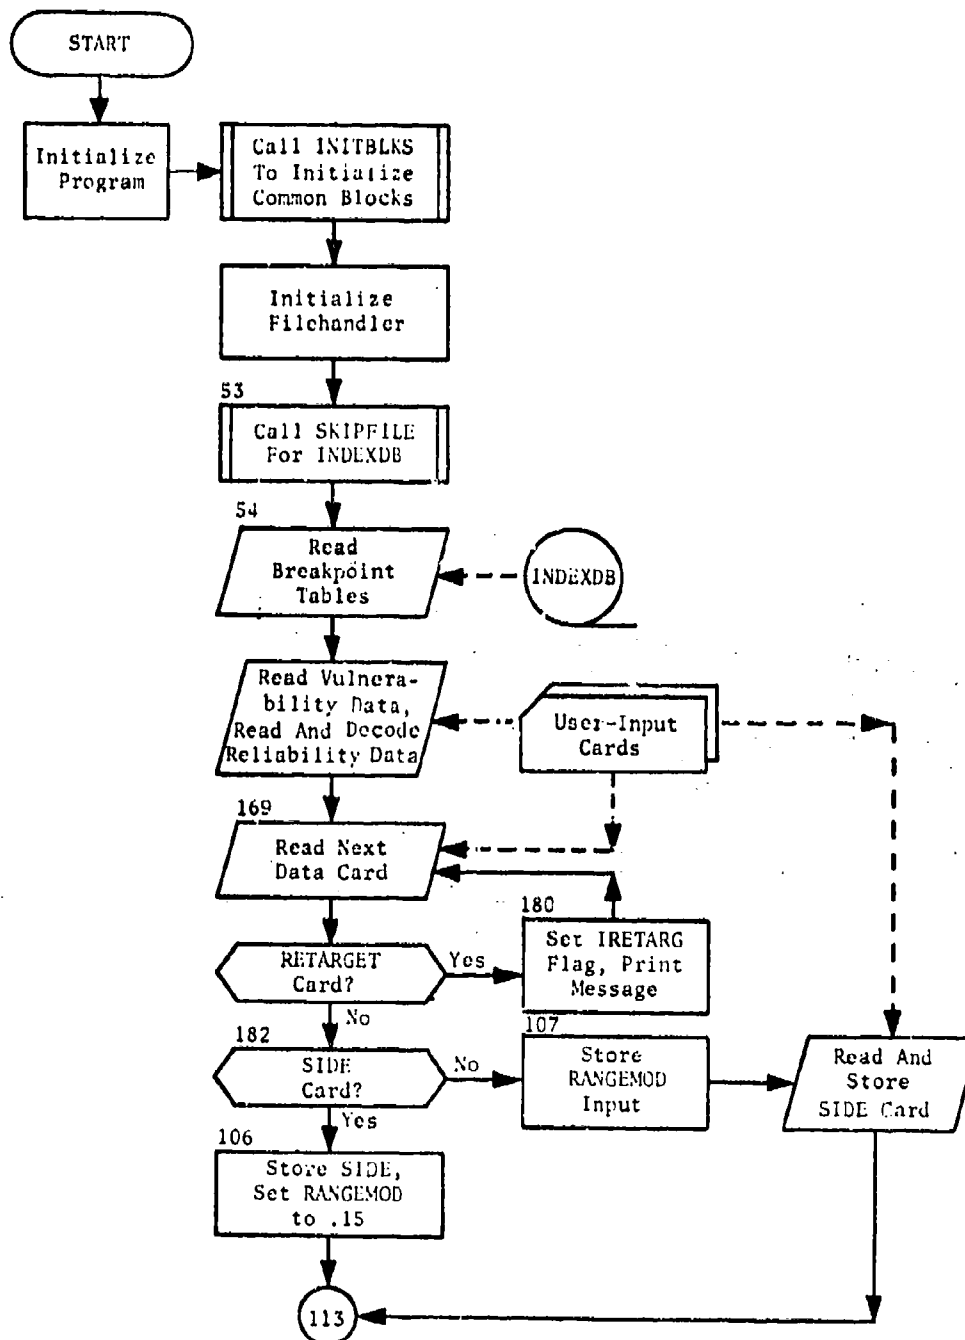 START
Initialize
Program
Call INITBLKS
To Initialize
Common Blocks
Initialize
Filehandler
53
Call SKIPFILE
For INDEXDB
54
Read
Breakpoint
Tables
INDEXDB
Read Vulnera-
bility Data,
Read And Decode
Reliability Data
User-Input
Cards
169
Read Next
Data Card
180
Set IRETARG
Flag, Print
Message
RETARGET
Card?
Yes
No
182
SIDE
Card?
No
Yes
107
Store
RANGEMOD
Input
Read And
Store
SIDE Card
106
Store SIDE,
Set RANGEMOD
to .15
113